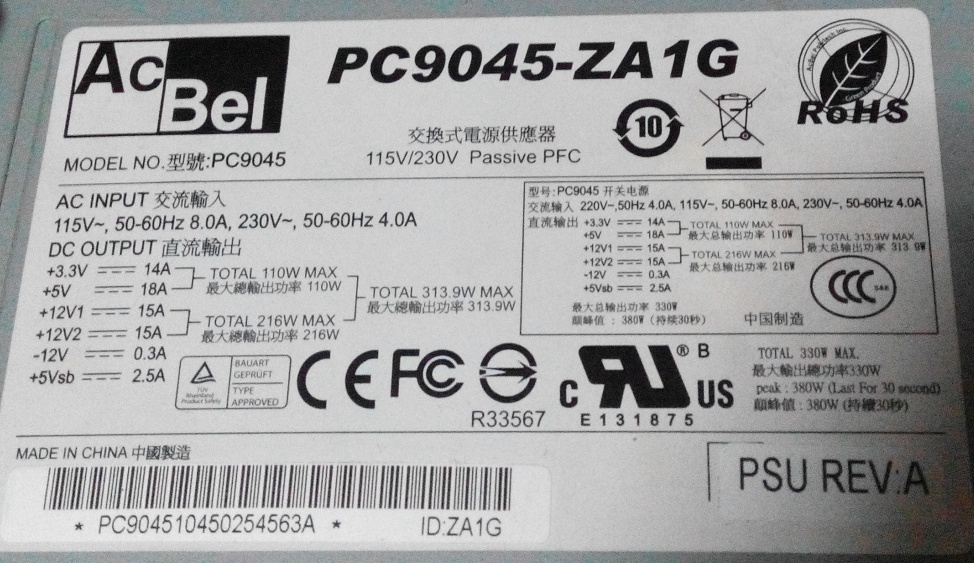 AcBel
PC9045-ZA1G
RoHS
10
交換式電源供應器
115V/230V Passive PFC
MODEL NO.型號:PC9045
AC INPUT 交流輸入
115V~, 50-60Hz 8.0A, 230V~, 50-60Hz 4.0A
DC OUTPUT 直流輸出
+3.3V 14A
+5V 18A
TOTAL 110W MAX
最大總輸出功率 110W
+12V1 15A
+12V2 15A
TOTAL 216W MAX
最大總輸出功率 216W
TOTAL 313.9W MAX
最大總輸出功率 313.9W
-12V 0.3A
+5Vsb 2.5A
型号:PC9045 开关电源
交流输入 220V~,50Hz 4.0A, 115V~, 50-60Hz 8.0A, 230V~, 50-60Hz 4.0A
直流输出 +3.3V 14A
+5V 18A
TOTAL 110W MAX
最大总输出功率 110W
+12V1 15A
+12V2 15A
TOTAL 216W MAX
最大总输出功率 216W
TOTAL 313.9W MAX
最大总输出功率 313.9W
-12V 0.3A
+5Vsb 2.5A
最大总输出功率 330W
巅峰值 : 380W (持续30秒)
中国制造
CCC
S&E
TÜV
Rheinland
Product Safety
BAUART
GEPRÜFT
TYPE
APPROVED
CE FC
R33567
C RU US ® B
E131875
TOTAL 330W MAX.
最大輸出總功率330W
peak : 380W (Last For 30 second)
巔峰值 : 380W (持續30秒)
MADE IN CHINA 中國製造
* PC904510450254563A * ID:ZA1G
PSU REV:A